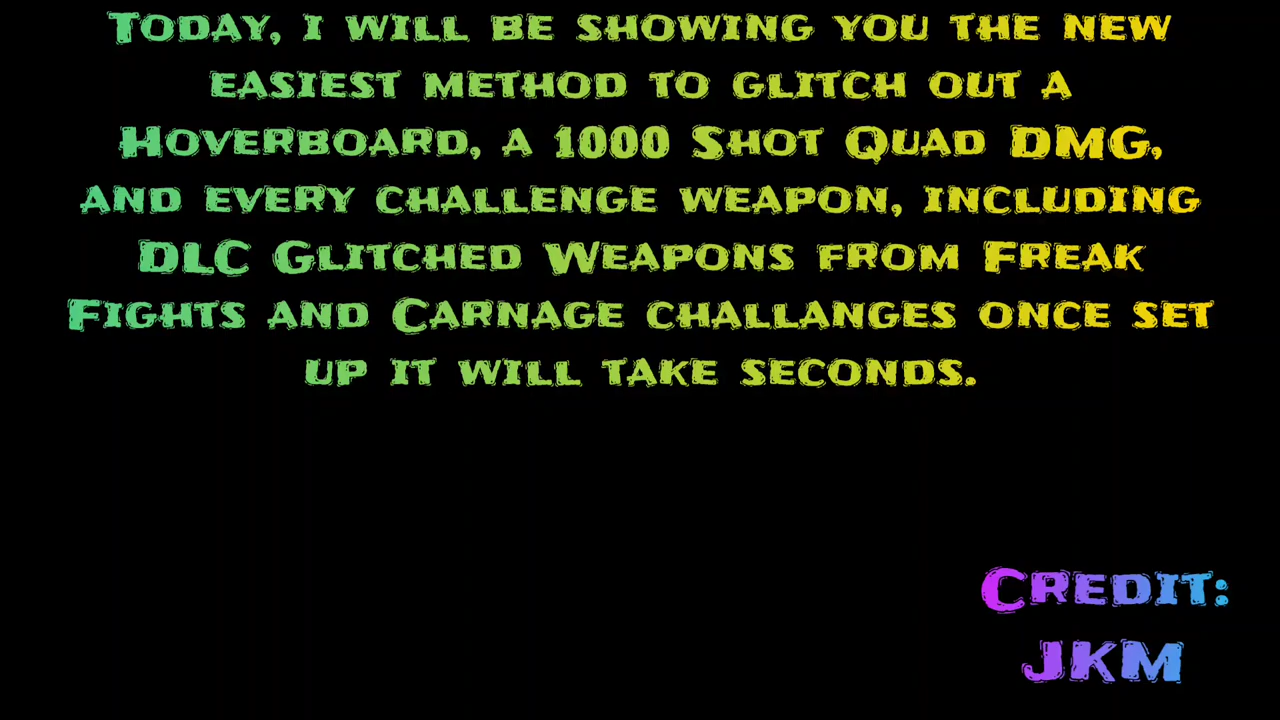 Today, i will be showing you the new
easiest method to glitch out a
Hoverboard, a 1000 Shot Quad DMG,
and every challenge weapon, including
DLC Glitched Weapons from Freak
Fights and Carnage challanges once set
up it will take seconds.
Credit:
JKM